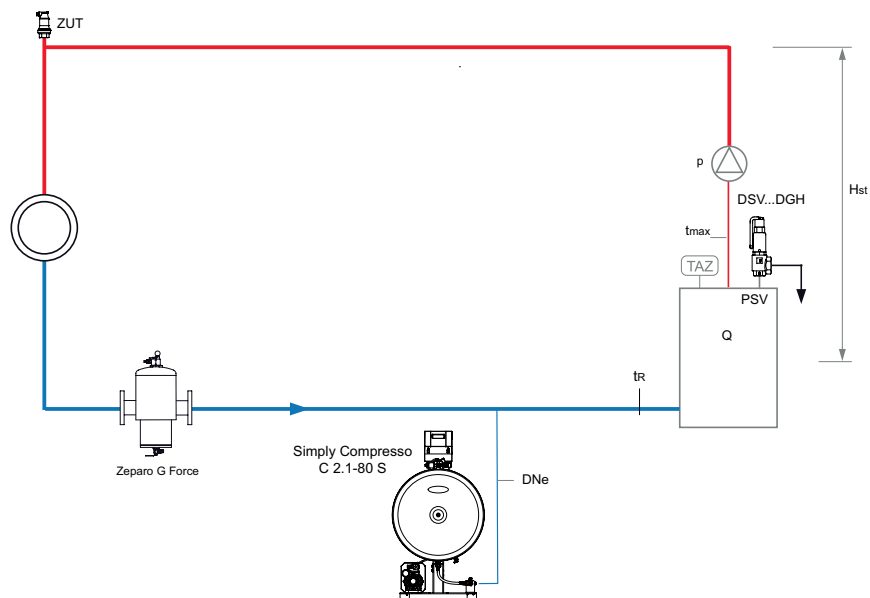 ZUT
p
Hst
DSV...DGH
tmax
TAZ
PSV
Q
tR
Simply Compresso
C 2.1-80 S
Zeparo G Force
DNe